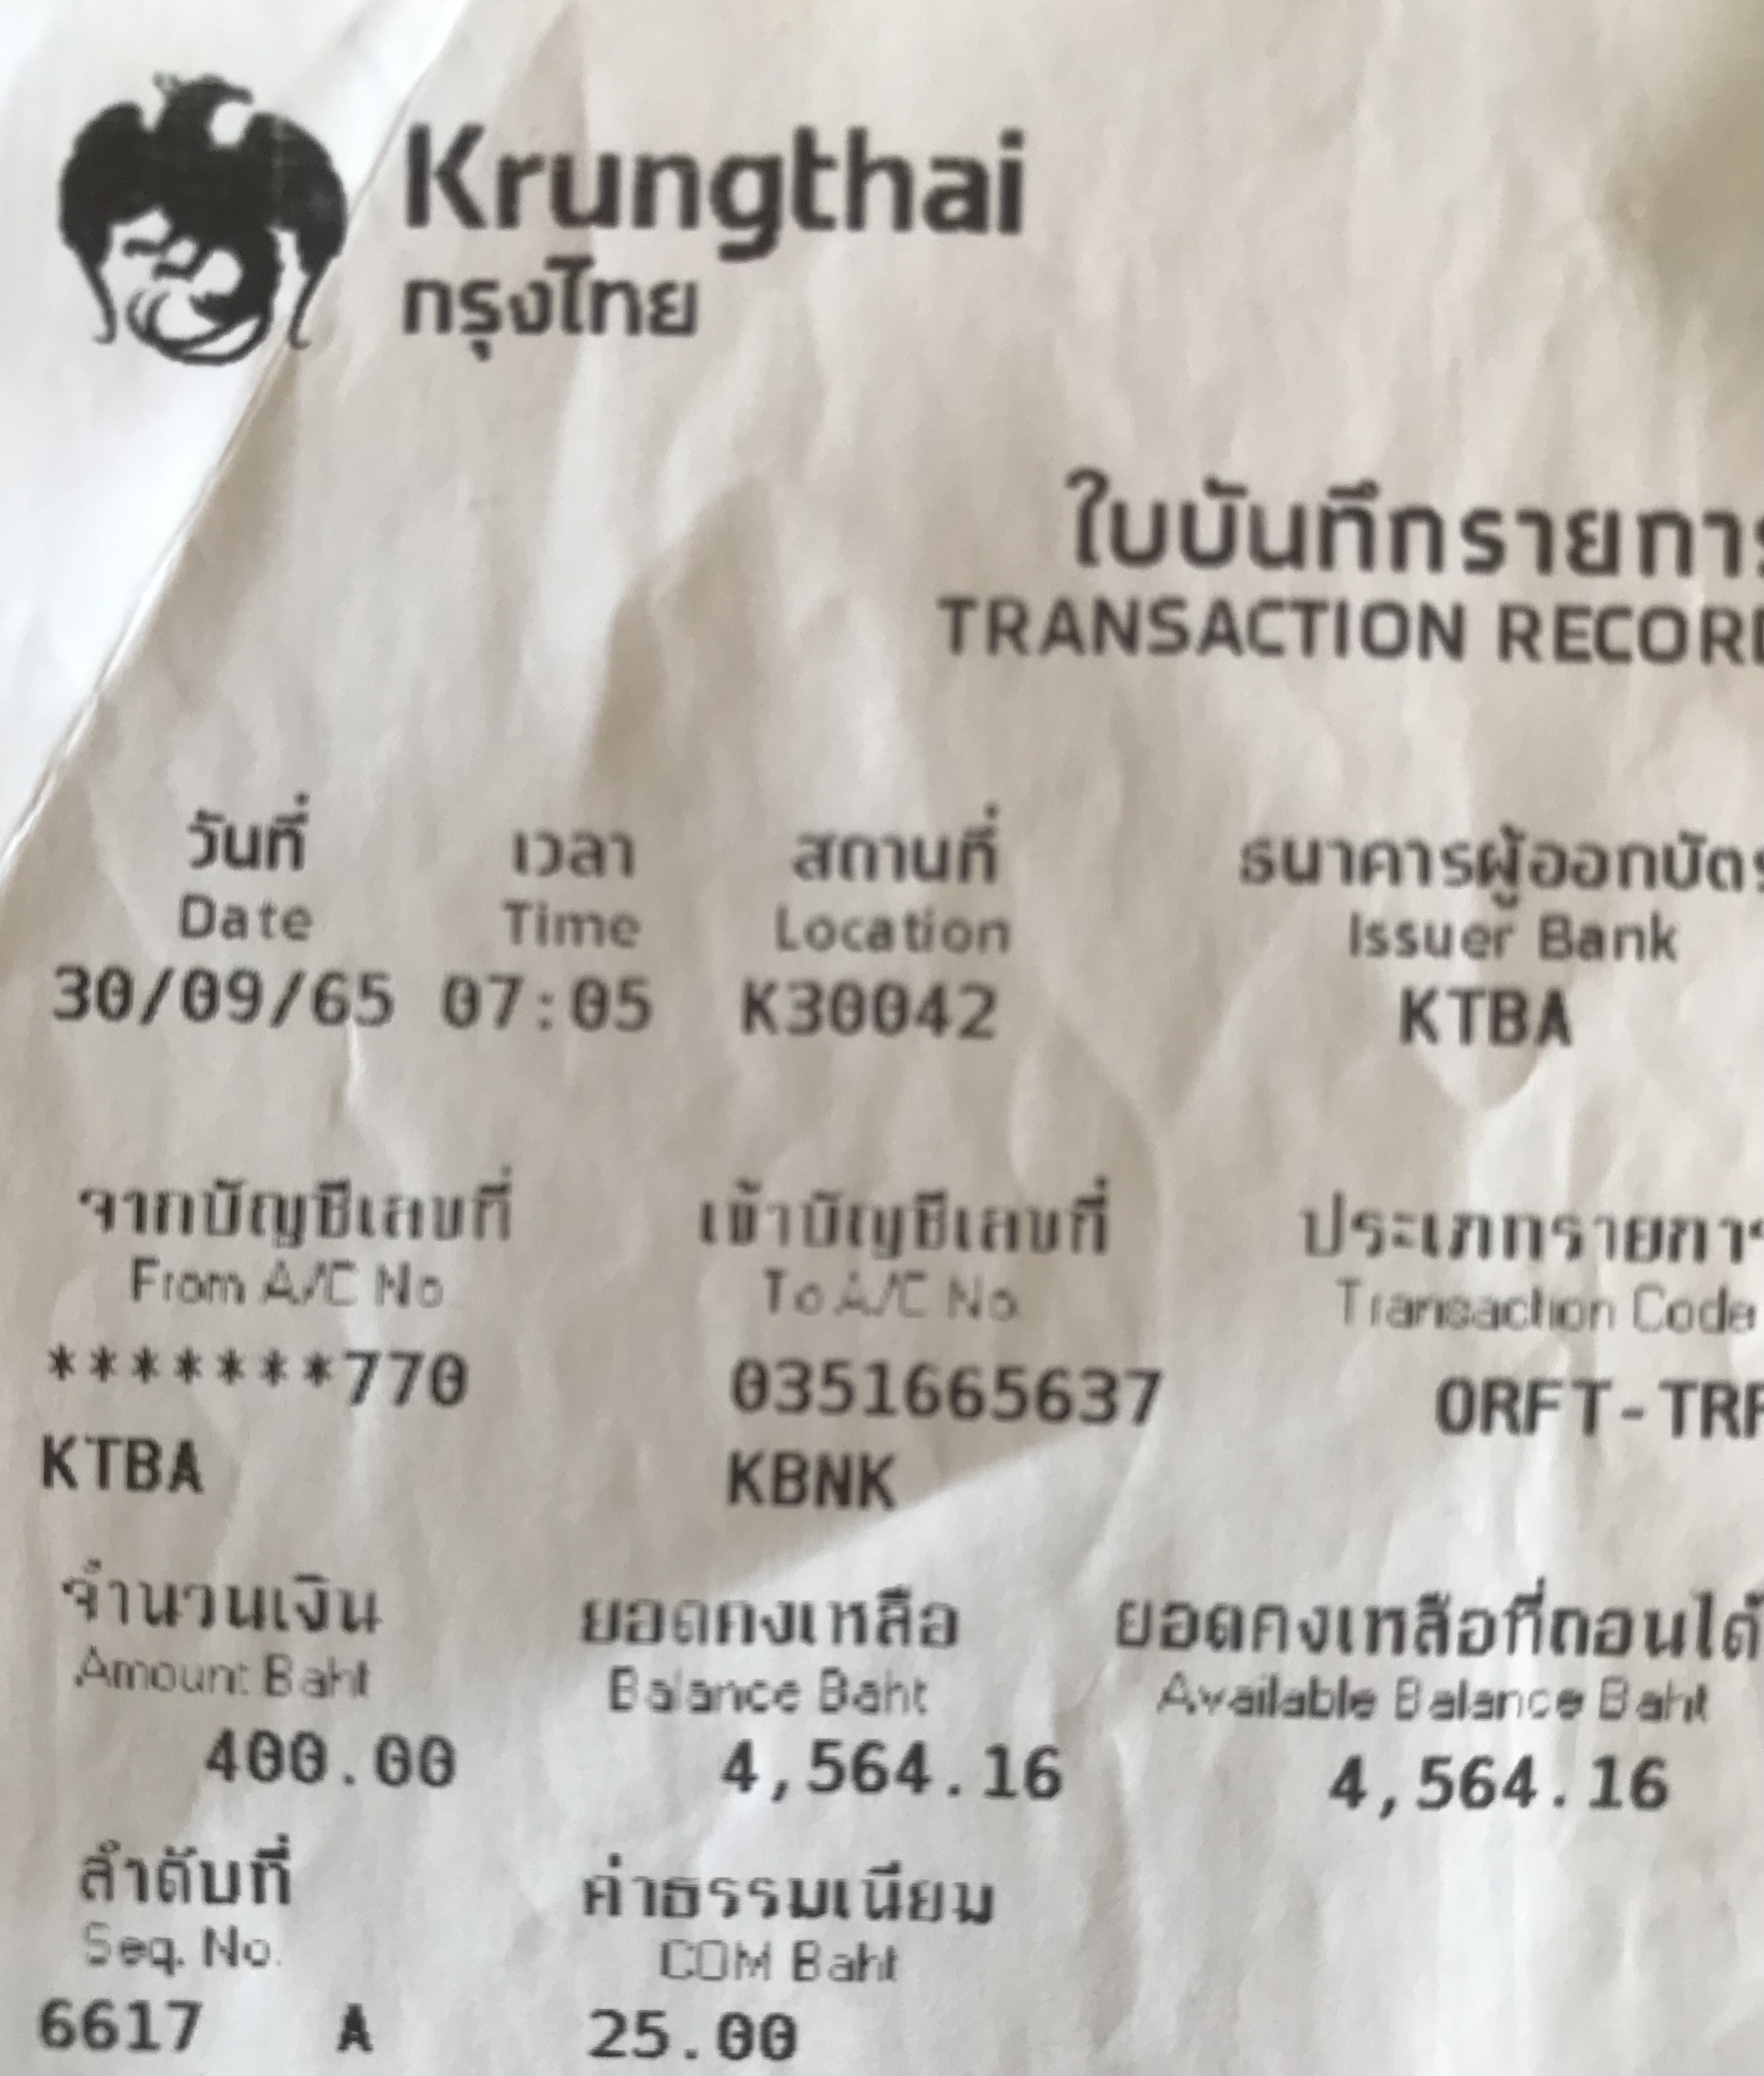 Krungthai
กรุงไทย
ใบบันทึกรายการ
TRANSACTION RECORD
วันที่ เวลา สถานที่ ธนาคารผู้ออกบัตร
Date Time Location Issuer Bank
30/09/65 07:05 K30042 KTBA
จากบัญชีเลขที่ เข้าบัญชีเลขที่ ประเภทรายการ
From A/C No To A/C No. Transaction Code
*******770 0351665637 ORFT-TRF
KTBA KBNK
จำนวนเงิน ยอดคงเหลือ ยอดคงเหลือที่ถอนได้
Amount Baht Balance Baht Available Balance Baht
400.00 4,564.16 4,564.16
ลำดับที่ ค่าธรรมเนียม
Seq. No. COM Baht
6617 A 25.00